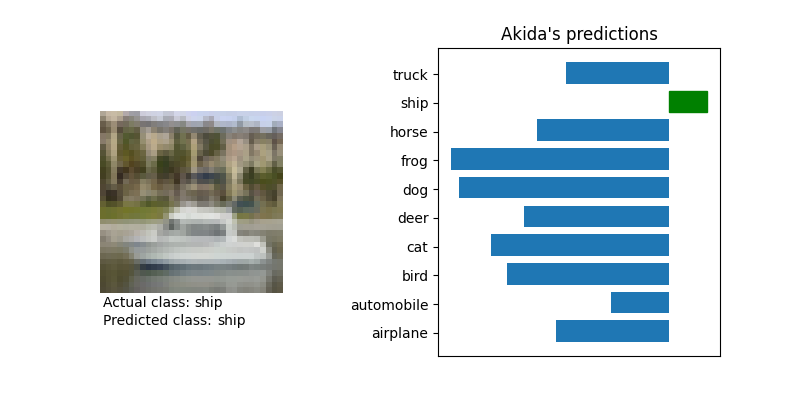 Akida's predictions
truck
ship
horse
frog
dog
deer
cat
bird
automobile
airplane
Actual class: ship
Predicted class: ship